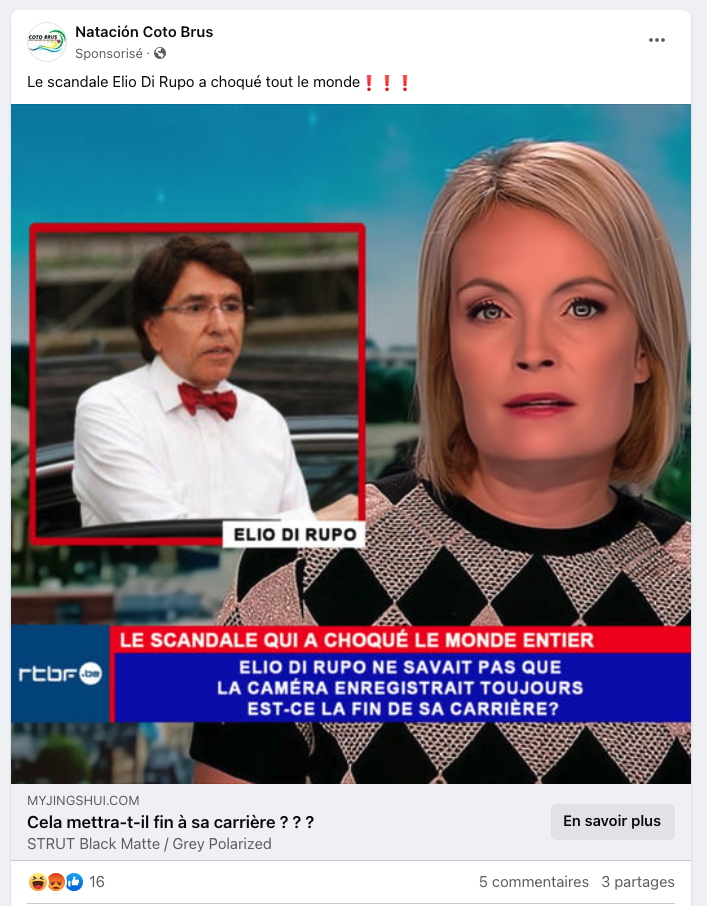 COTO BRUS
Natación Coto Brus
Sponsorisé ·
Le scandale Elio Di Rupo a choqué tout le monde❗❗❗
ELIO DI RUPO
rtbf.be
LE SCANDALE QUI A CHOQUÉ LE MONDE ENTIER
ELIO DI RUPO NE SAVAIT PAS QUE
LA CAMÉRA ENREGISTRAIT TOUJOURS
EST-CE LA FIN DE SA CARRIÈRE?
MYJINGSHUI.COM
Cela mettra-t-il fin à sa carrière ? ? ?
STRUT Black Matte / Grey Polarized
En savoir plus
16
5 commentaires 3 partages